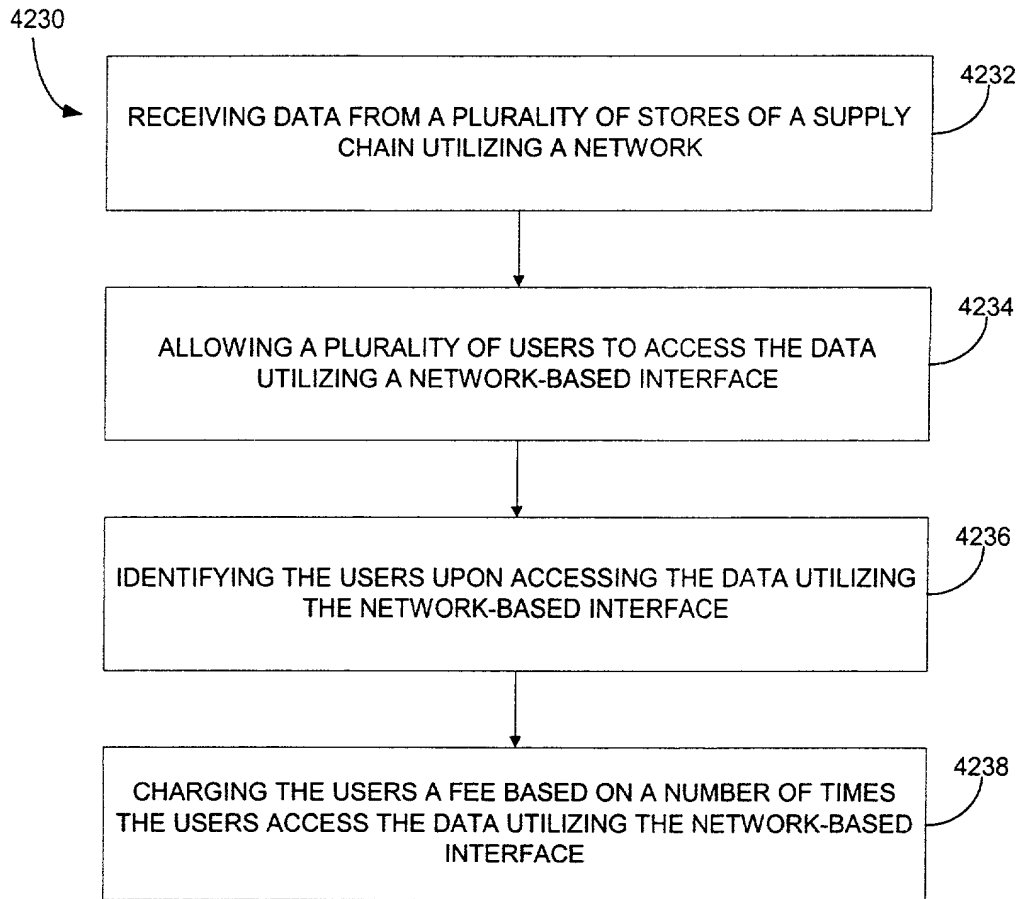 4230
4232
RECEIVING DATA FROM A PLURALITY OF STORES OF A SUPPLY
CHAIN UTILIZING A NETWORK
4234
ALLOWING A PLURALITY OF USERS TO ACCESS THE DATA
UTILIZING A NETWORK-BASED INTERFACE
4236
IDENTIFYING THE USERS UPON ACCESSING THE DATA UTILIZING
THE NETWORK-BASED INTERFACE
4238
CHARGING THE USERS A FEE BASED ON A NUMBER OF TIMES
THE USERS ACCESS THE DATA UTILIZING THE NETWORK-BASED
INTERFACE